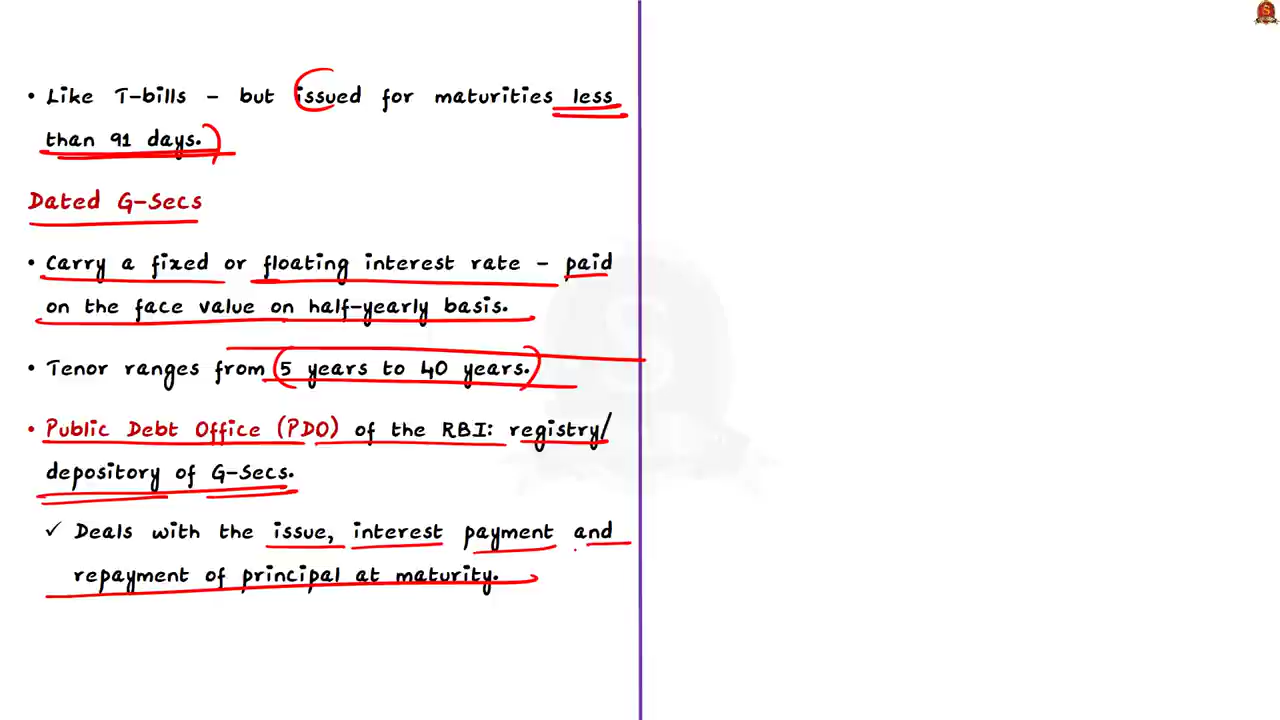 • Like T-bills - but issued for maturities less
than 91 days.
Dated G-Secs
• Carry a fixed or floating interest rate - paid
on the face value on half-yearly basis.
• Tenor ranges from 5 years to 40 years.
• Public Debt Office (PDO) of the RBI: registry/
depository of G-Secs.
✓ Deals with the issue, interest payment and
repayment of principal at maturity.